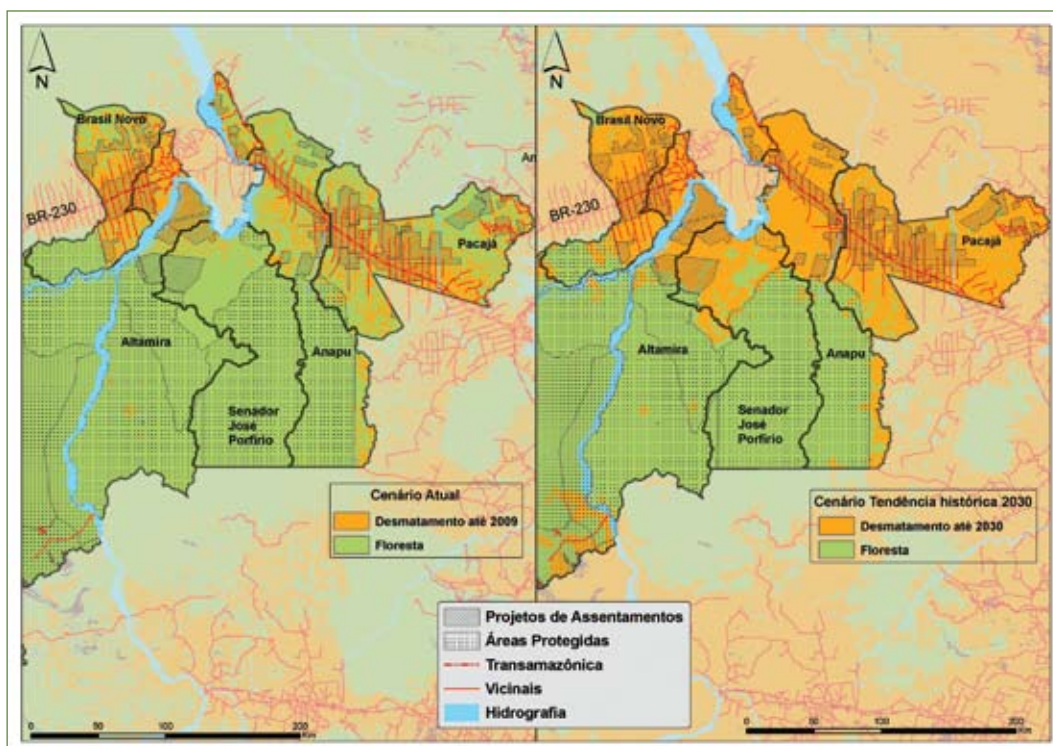 N
Brasil Novo
BR-230
An
Pacajá
Altamira
Anapu
Senador
José
Porfírio
Cenário Atual
Desmatamento até 2009
Floresta
0 50 100 200
Km
N
Brasil Novo
BR-230
Pacajá
Altamira
Anapu
Senador
José
Porfírio
Cenário Tendência histórica 2030
Desmatamento até 2030
Floresta
0 50 100 200
Km
Projetos de Assentamentos
Áreas Protegidas
Transamazônica
Vicinais
Hidrografia